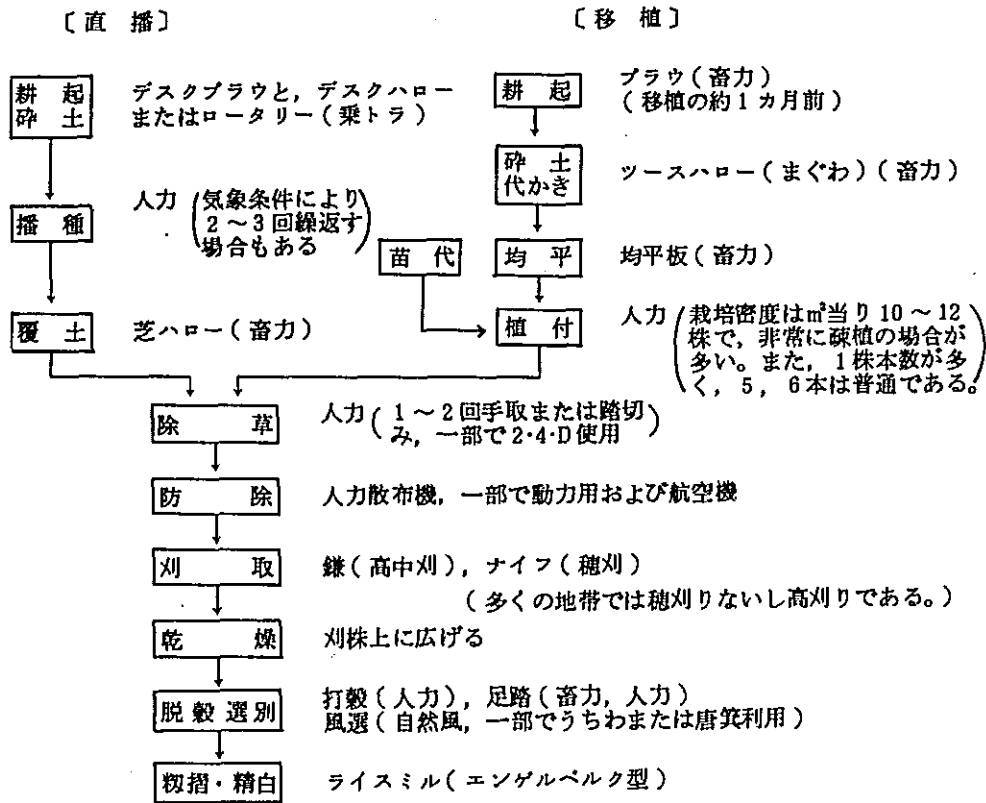 〔直 播〕
耕 起
砕 土
デスクプラウと,デスクハロー
またはロータリー(乗トラ)
播 種
人力(気象条件により
2〜3回繰返す
場合もある)
覆 土
芝ハロー(畜力)
〔移 植〕
耕 起
プラウ(畜力)
(移植の約1カ月前)
砕 土
代かき
ツースハロー(まぐわ)(畜力)
苗 代
均 平
均平板(畜力)
植 付
人力(栽培密度は㎡当り10〜12
株で,非常に疎植の場合が
多い。また,1株本数が多
く,5,6本は普通である。)
除 草
人力(1〜2回手取または踏切
み,一部で2·4·D使用)
防 除
人力散布機,一部で動力用および航空機
刈 取
鎌(高中刈),ナイフ(穂刈)
(多くの地帯では穂刈りないし高刈りである。)
乾 燥
刈株上に広げる
脱穀選別
打穀(人力),足踏(畜力,人力)
風選(自然風,一部でうちわまたは唐箕利用)
籾摺・精白
ライスミル(エンゲルベルク型)